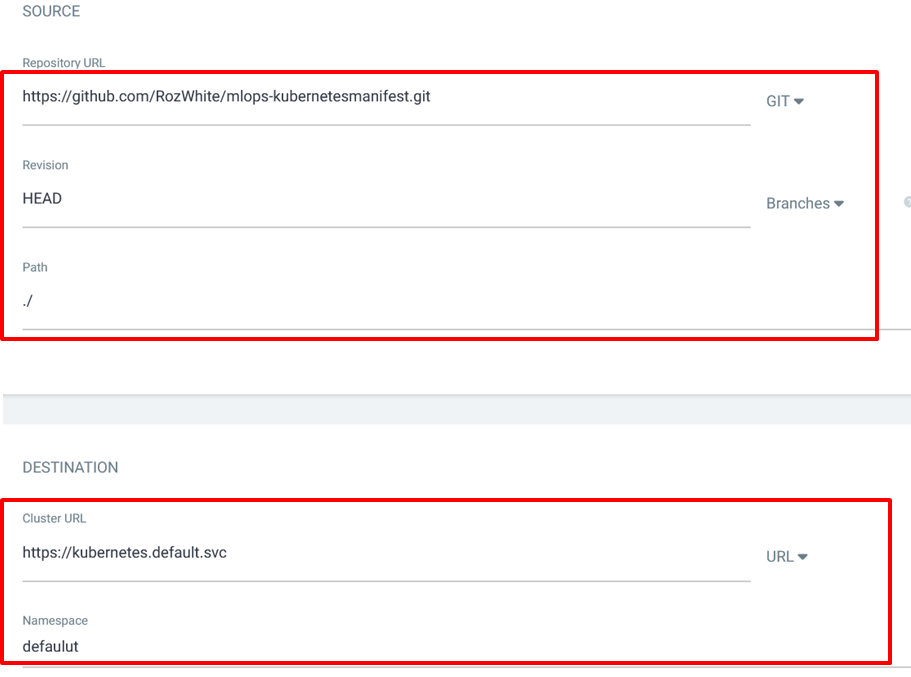 SOURCE
Repository URL
https://github.com/RozWhite/mlops-kubernetesmanifest.git
GIT
Revision
HEAD
Branches
Path
./
DESTINATION
Cluster URL
https://kubernetes.default.svc
URL
Namespace
defaulut